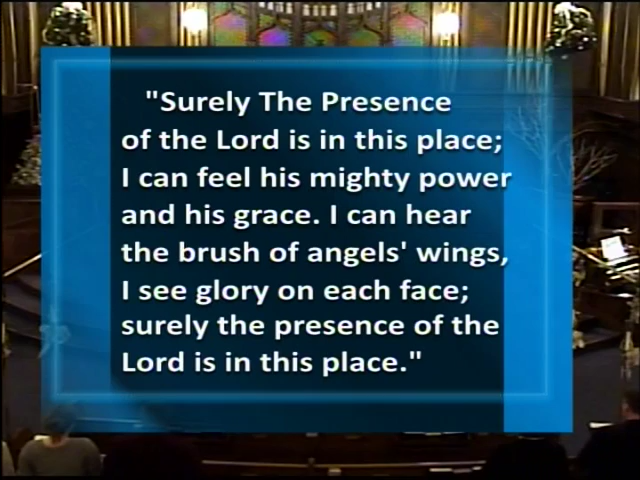 "Surely The Presence
of the Lord is in this place;
I can feel his mighty power
and his grace. I can hear
the brush of angels' wings,
I see glory on each face;
surely the presence of the
Lord is in this place."